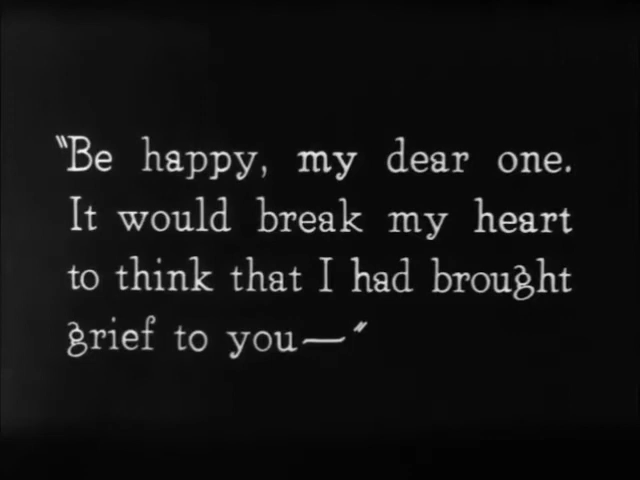 "Be happy, my dear one.
It would break my heart
to think that I had brought
grief to you—"